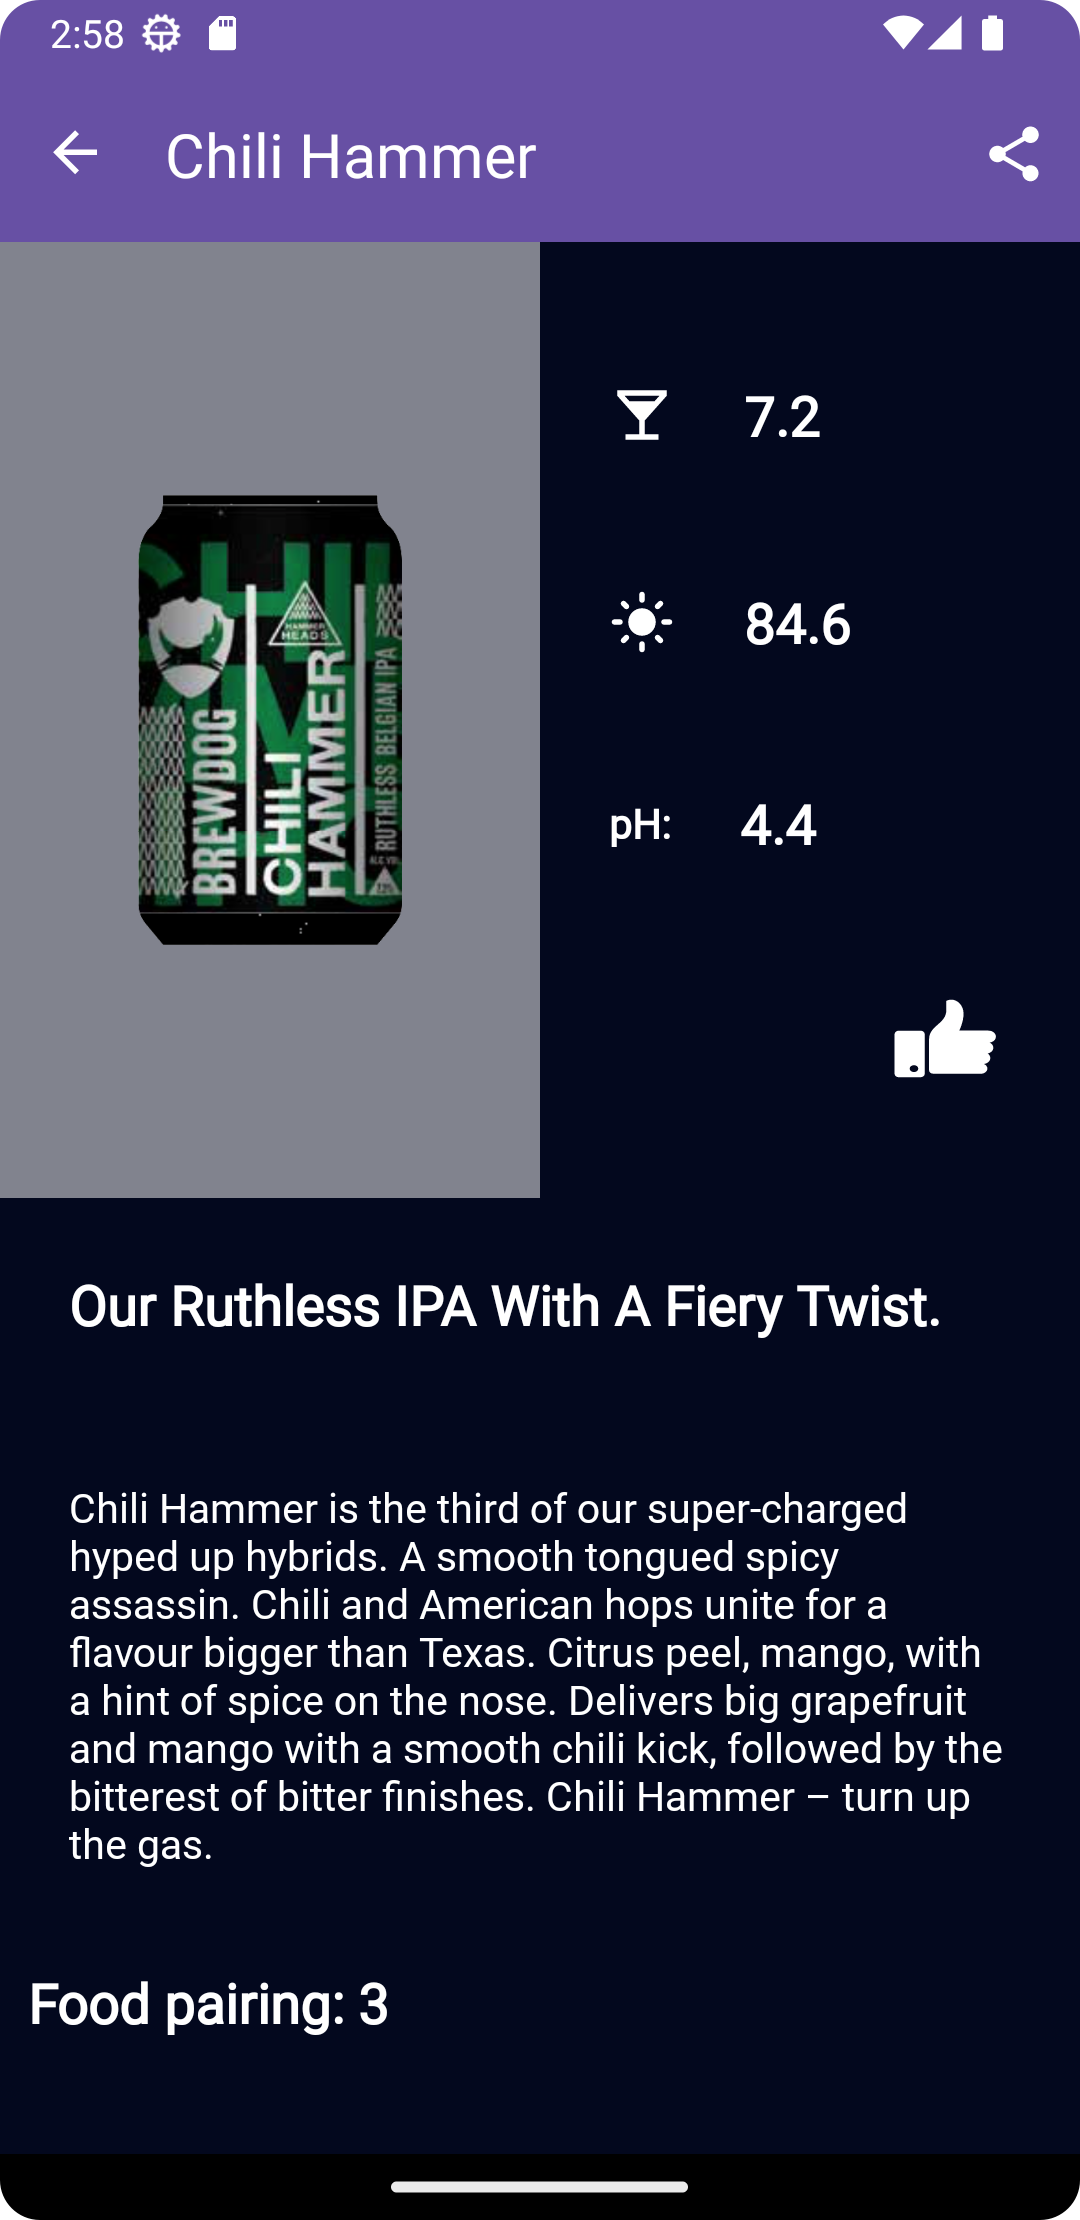 2:58
Chili Hammer
7.2
84.6
pH: 4.4
BREWDOG
CHILI
HAMMER
HAMMER
HEADS
RUTHLESS BELGIAN IPA
Our Ruthless IPA With A Fiery Twist.
Chili Hammer is the third of our super-charged
hyped up hybrids. A smooth tongued spicy
assassin. Chili and American hops unite for a
flavour bigger than Texas. Citrus peel, mango, with
a hint of spice on the nose. Delivers big grapefruit
and mango with a smooth chili kick, followed by the
bitterest of bitter finishes. Chili Hammer – turn up
the gas.
Food pairing: 3